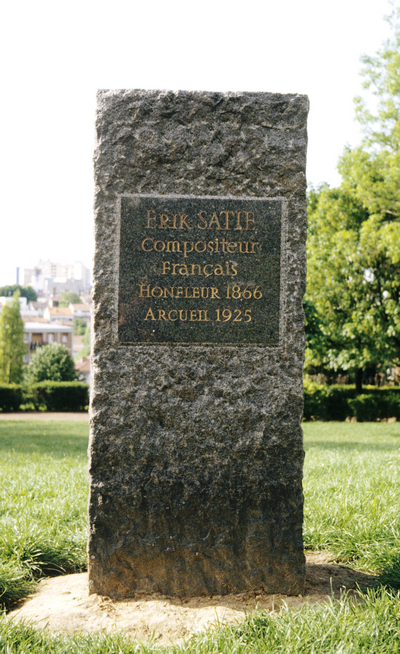 Erik SATIE
Compositeur
Français
Honfleur 1866
Arcueil 1925